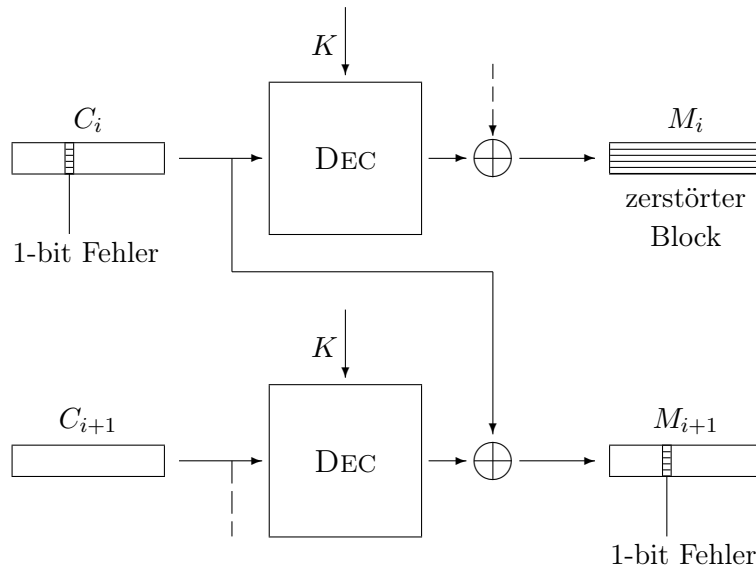 K
C_i
DEC
M_i
zerstörter
Block
1-bit Fehler
K
C_{i+1}
DEC
M_{i+1}
1-bit Fehler